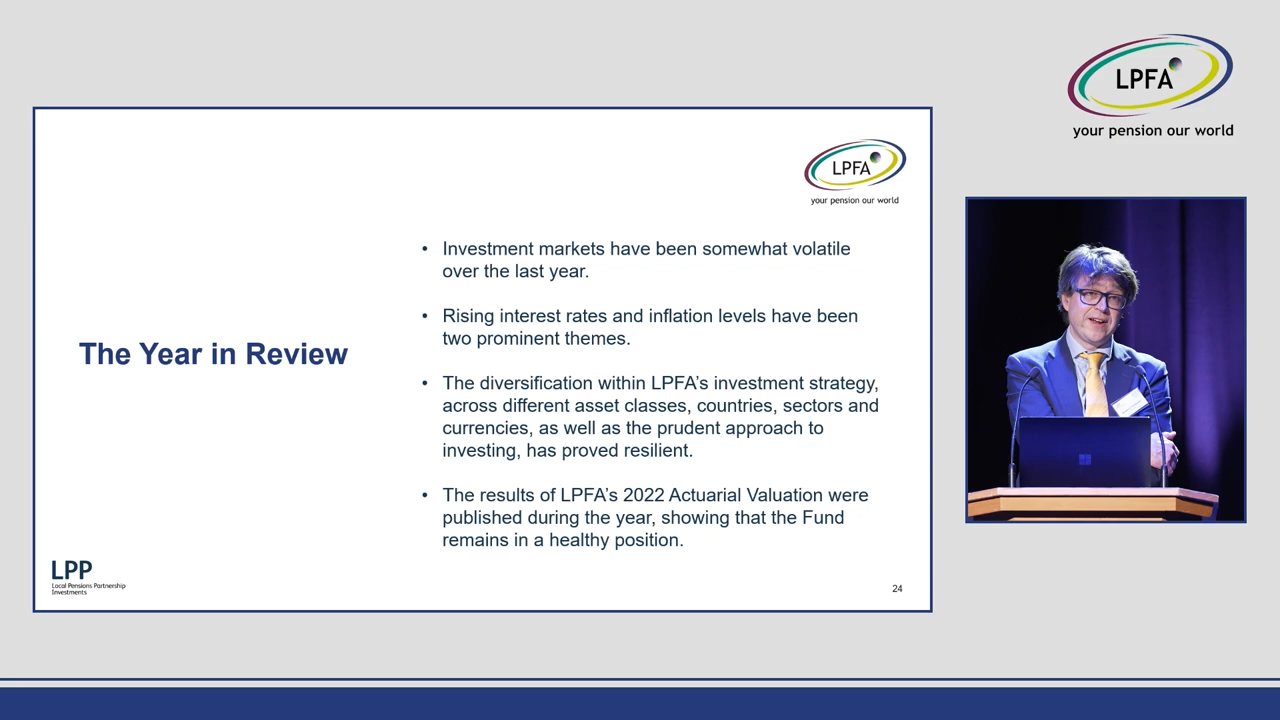 LPFA
your pension our world
LPFA
your pension our world
The Year in Review
• Investment markets have been somewhat volatile
over the last year.
• Rising interest rates and inflation levels have been
two prominent themes.
• The diversification within LPFA’s investment strategy,
across different asset classes, countries, sectors and
currencies, as well as the prudent approach to
investing, has proved resilient.
• The results of LPFA’s 2022 Actuarial Valuation were
published during the year, showing that the Fund
remains in a healthy position.
LPP
Local Pensions Partnership
Investments
24